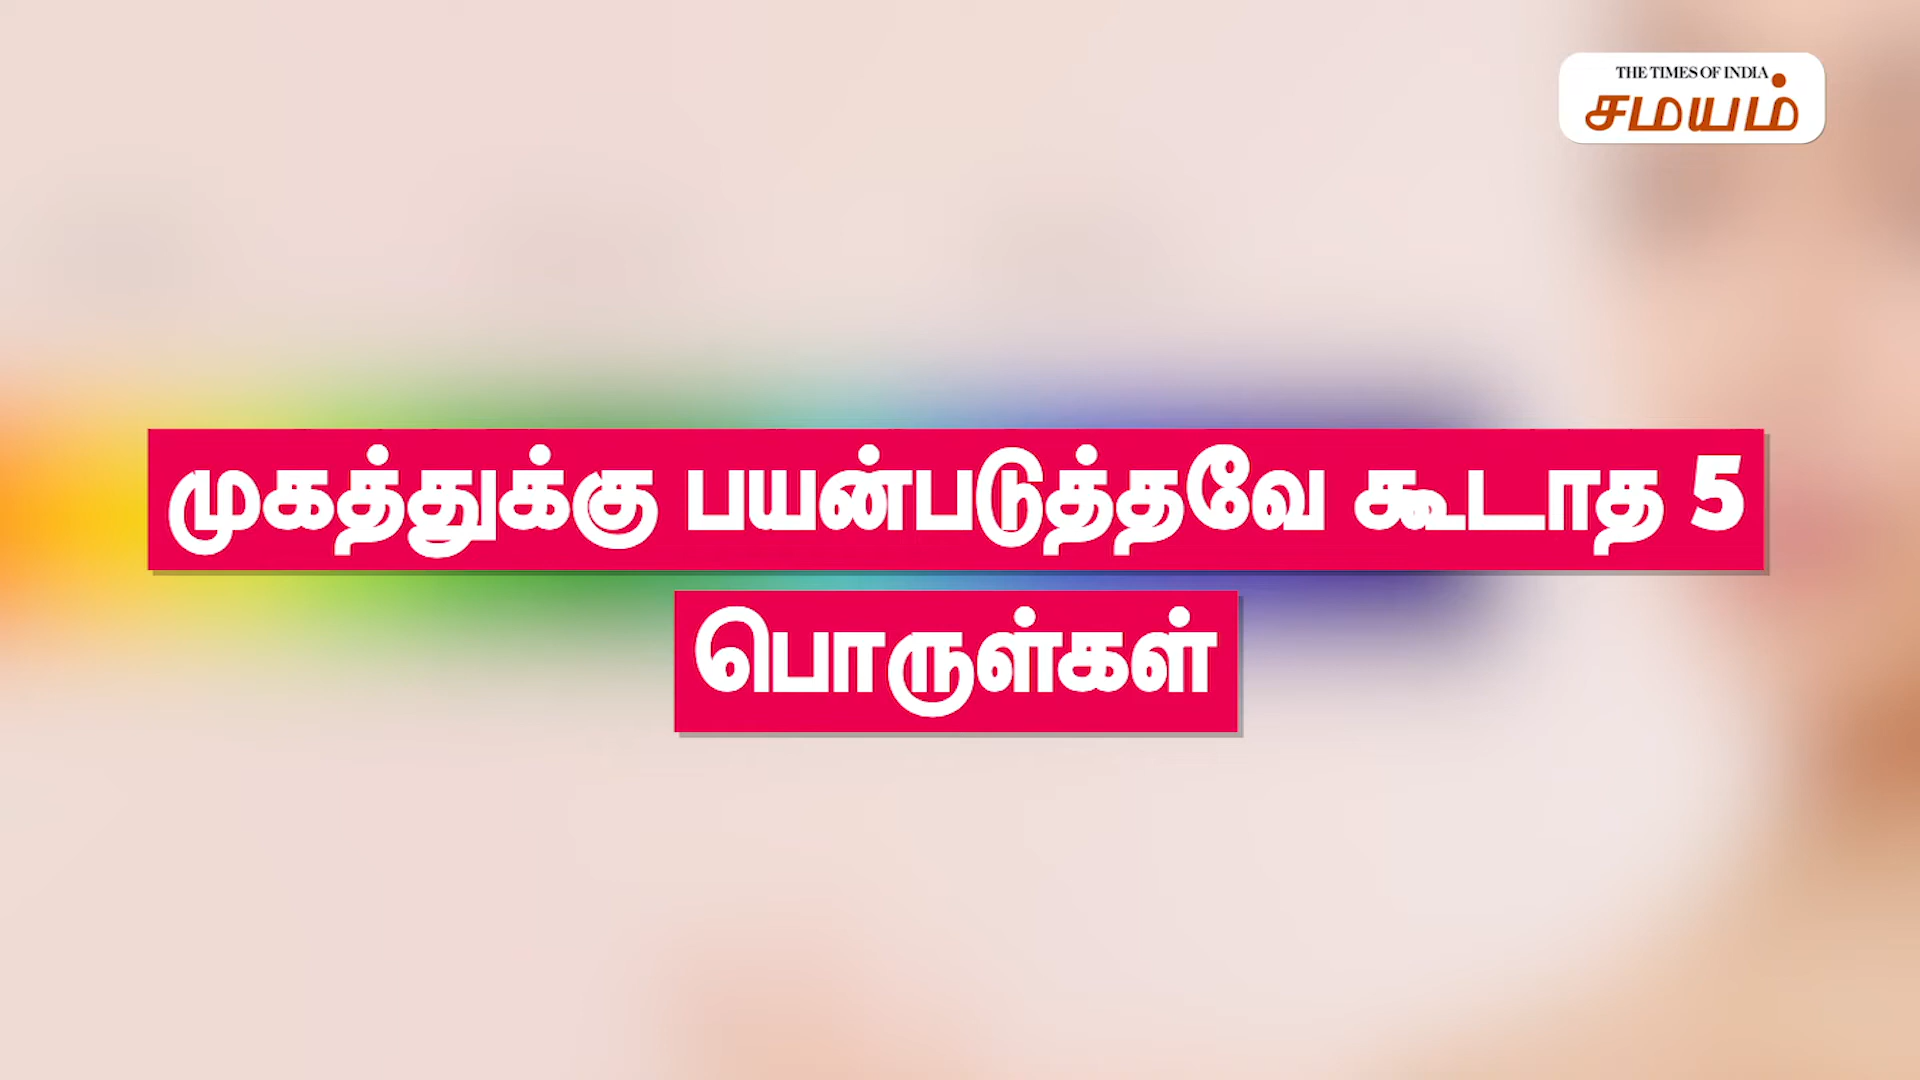 THE TIMES OF INDIA
சமயம்
முகத்துக்கு பயன்படுத்தவே கூடாத 5
பொருள்கள்